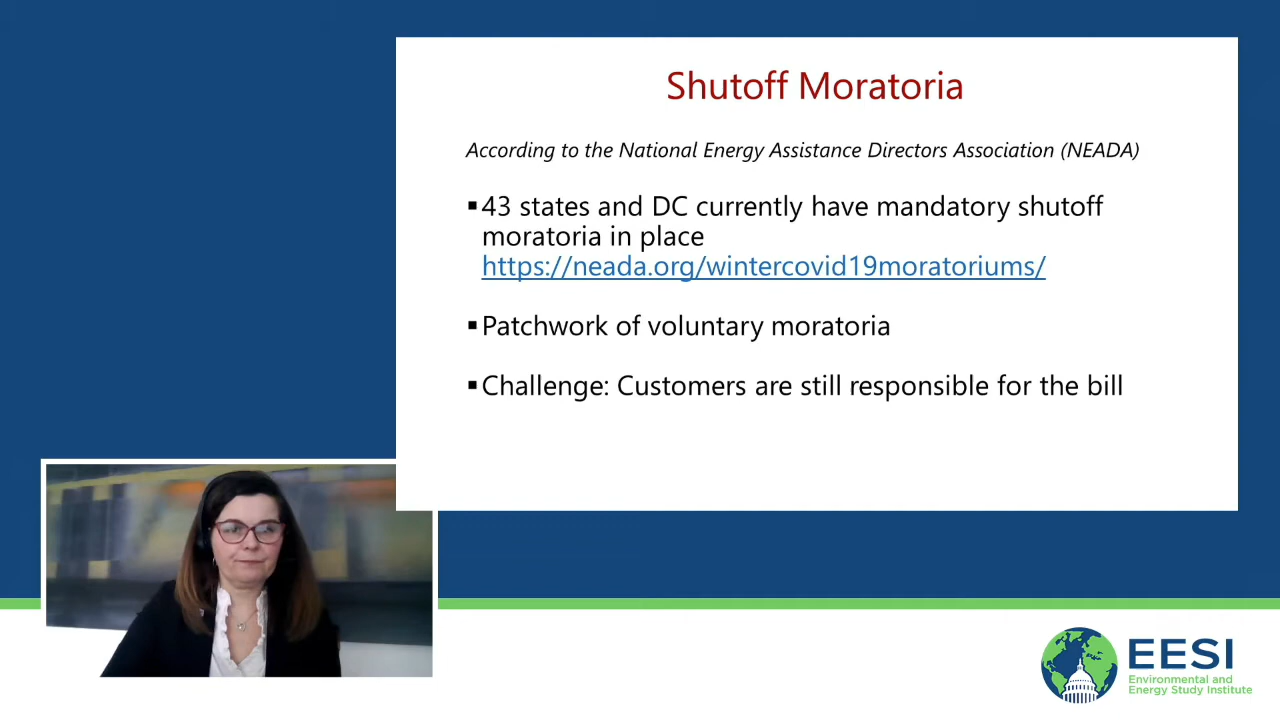 Shutoff Moratoria
According to the National Energy Assistance Directors Association (NEADA)
▪43 states and DC currently have mandatory shutoff
moratoria in place
https://neada.org/wintercovid19moratoriums/
▪Patchwork of voluntary moratoria
▪Challenge: Customers are still responsible for the bill
EESI
Environmental and
Energy Study Institute